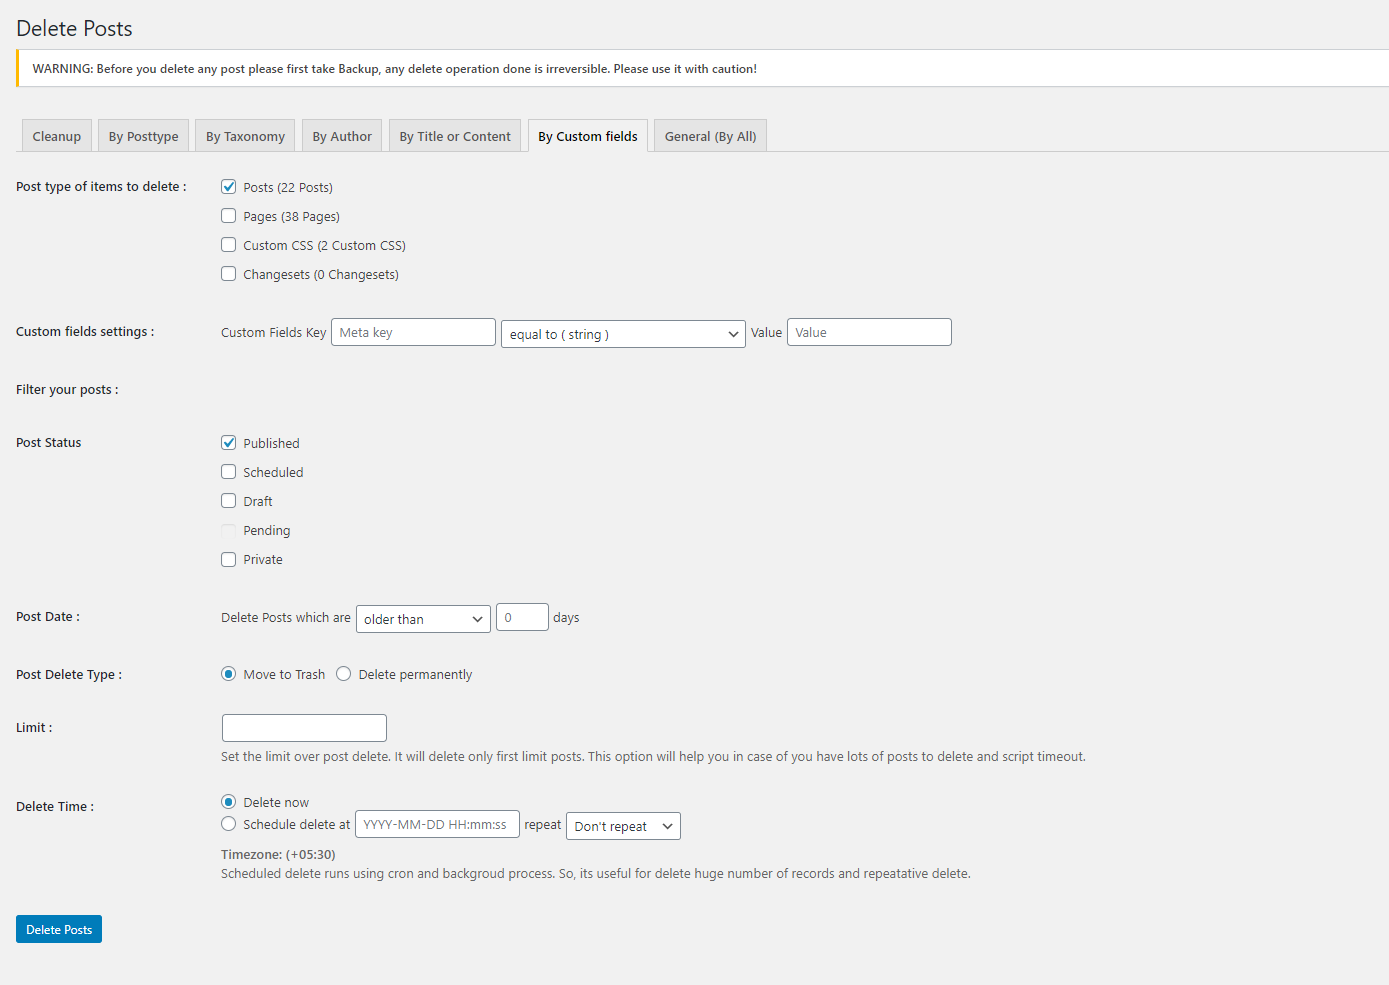 Delete Posts
WARNING: Before you delete any post please first take Backup, any delete operation done is irreversible. Please use it with caution!
Cleanup By Posttype By Taxonomy By Author By Title or Content By Custom fields General (By All)
Post type of items to delete : Posts (22 Posts)
Pages (38 Pages)
Custom CSS (2 Custom CSS)
Changesets (0 Changesets)
Custom fields settings : Custom Fields Key Meta key equal to ( string ) Value Value
Filter your posts :
Post Status Published
Scheduled
Draft
Pending
Private
Post Date : Delete Posts which are older than 0 days
Post Delete Type : Move to Trash Delete permanently
Limit :
Set the limit over post delete. It will delete only first limit posts. This option will help you in case of you have lots of posts to delete and script timeout.
Delete Time : Delete now
Schedule delete at YYYY-MM-DD HH:mm:ss repeat Don't repeat
Timezone: (+05:30)
Scheduled delete runs using cron and backgroud process. So, its useful for delete huge number of records and repeatative delete.
Delete Posts